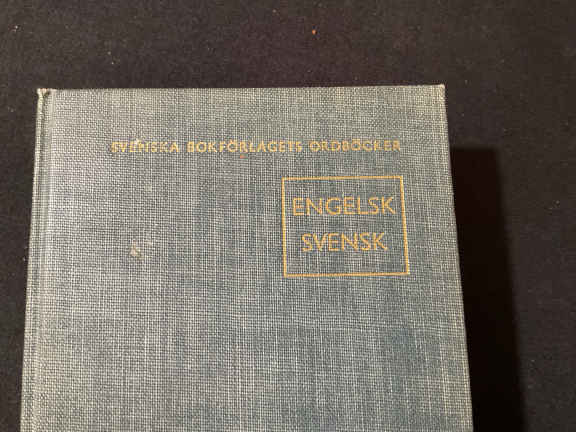 SVENSKA BOKFÖRLAGETS ORDBÖCKER
ENGELSK
SVENSK